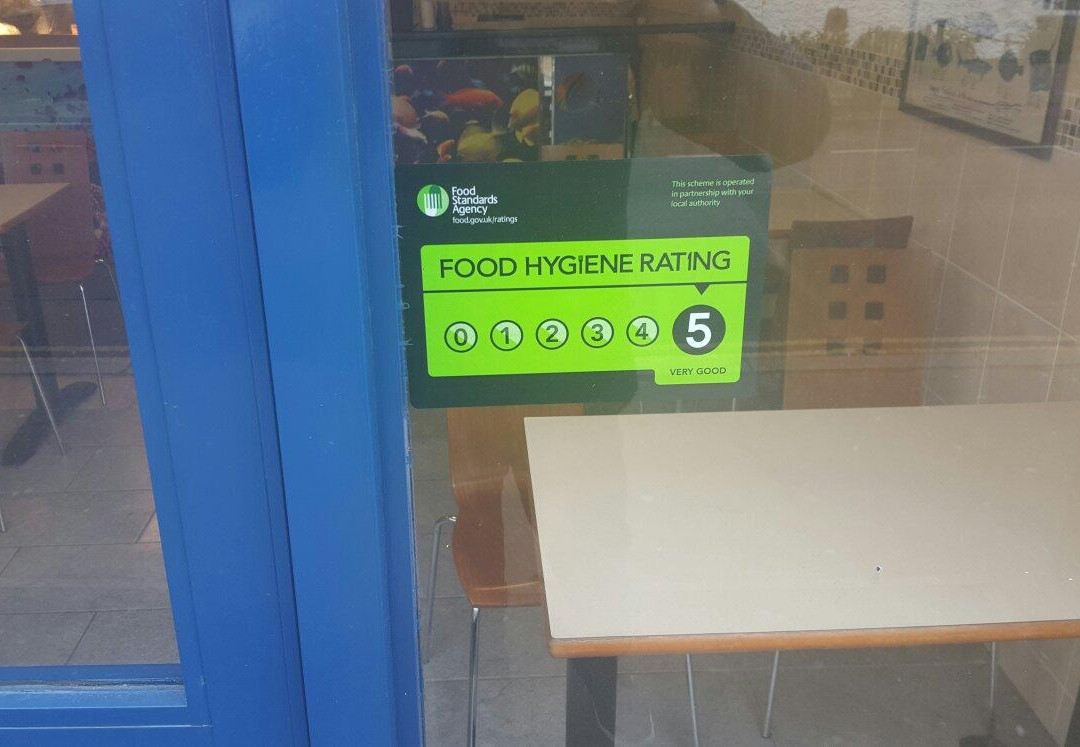 Food
Standards
Agency
food.gov.uk/ratings
This scheme is operated
in partnership with your
local authority
FOOD HYGIENE RATING
0 1 2 3 4 5
VERY GOOD